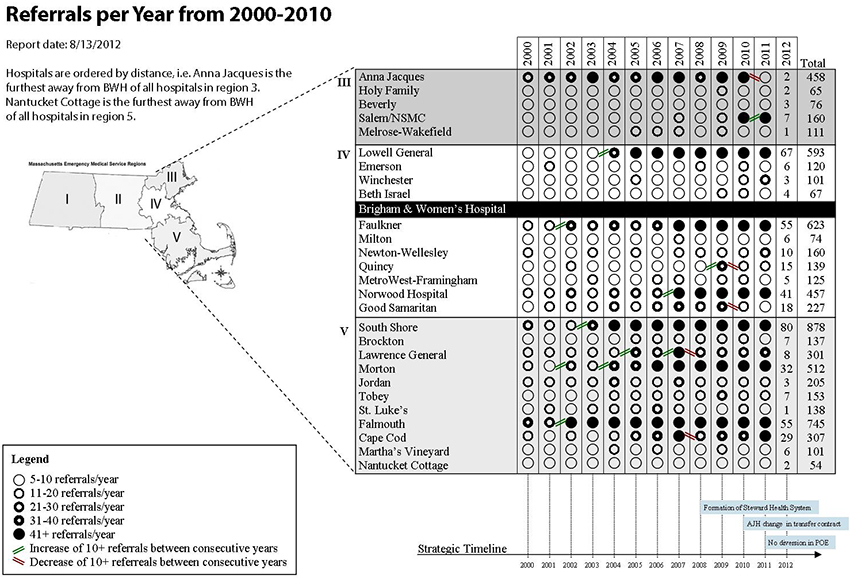 Referrals per Year from 2000-2010
Report date: 8/13/2012
Hospitals are ordered by distance, i.e. Anna Jacques is the
furthest away from BWH of all hospitals in region 3.
Nantucket Cottage is the furthest away from BWH
of all hospitals in region 5.
Massachusetts Emergency Medical Service Regions
I II III IV V
2000 2001 2002 2003 2004 2005 2006 2007 2008 2009 2010 2011 2012 Total
III Anna Jacques 2 458
Holy Family 2 65
Beverly 3 76
Salem/NSMC 7 160
Melrose-Wakefield 1 111
IV Lowell General 67 593
Emerson 6 120
Winchester 3 101
Beth Israel 4 67
Brigham & Women's Hospital
Faulkner 55 623
Milton 6 74
Newton-Wellesley 10 160
Quincy 15 139
MetroWest-Framingham 5 125
Norwood Hospital 41 457
Good Samaritan 18 227
V South Shore 80 878
Brockton 7 137
Lawrence General 8 301
Morton 32 512
Jordan 3 205
Tobey 7 153
St. Luke's 1 138
Falmouth 55 745
Cape Cod 29 307
Martha's Vineyard 6 101
Nantucket Cottage 2 54
Legend
5-10 referrals/year
11-20 referrals/year
21-30 referrals/year
31-40 referrals/year
41+ referrals/year
Increase of 10+ referrals between consecutive years
Decrease of 10+ referrals between consecutive years
Formation of Steward Health System
AJH change in transfer contract
No diversion in POE
Strategic Timeline
2000 2001 2002 2003 2004 2005 2006 2007 2008 2009 2010 2011 2012